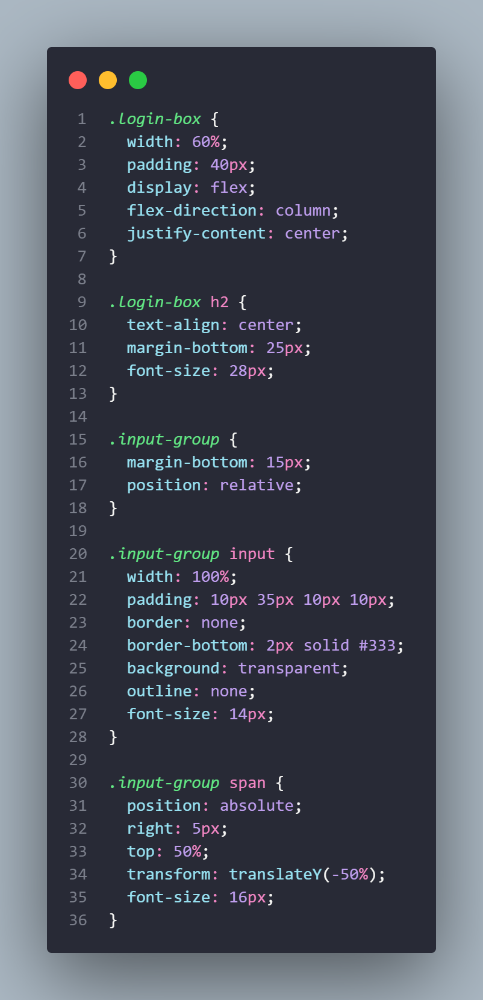 1 .login-box {
2   width: 60%;
3   padding: 40px;
4   display: flex;
5   flex-direction: column;
6   justify-content: center;
7 }
8
9 .login-box h2 {
10   text-align: center;
11   margin-bottom: 25px;
12   font-size: 28px;
13 }
14
15 .input-group {
16   margin-bottom: 15px;
17   position: relative;
18 }
19
20 .input-group input {
21   width: 100%;
22   padding: 10px 35px 10px 10px;
23   border: none;
24   border-bottom: 2px solid #333;
25   background: transparent;
26   outline: none;
27   font-size: 14px;
28 }
29
30 .input-group span {
31   position: absolute;
32   right: 5px;
33   top: 50%;
34   transform: translateY(-50%);
35   font-size: 16px;
36 }